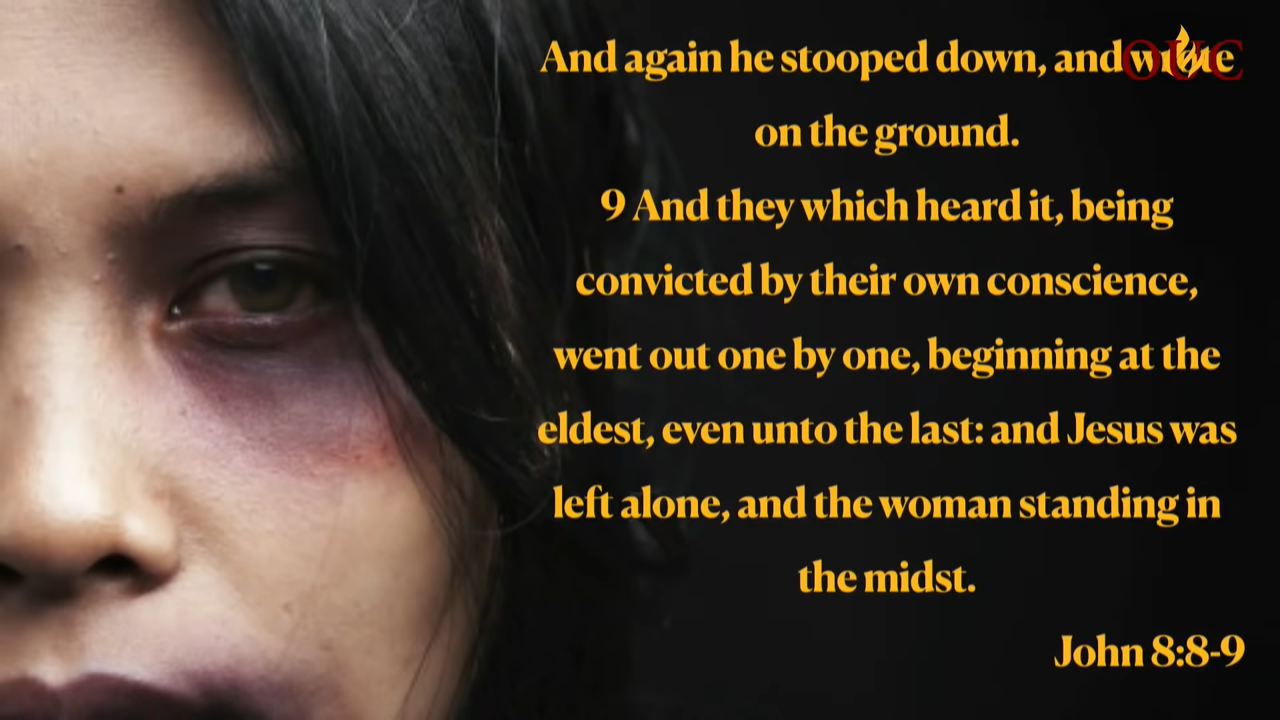 And again he stooped down, and wrote
OUC
on the ground.
9 And they which heard it, being
convicted by their own conscience,
went out one by one, beginning at the
eldest, even unto the last: and Jesus was
left alone, and the woman standing in
the midst.
John 8:8-9